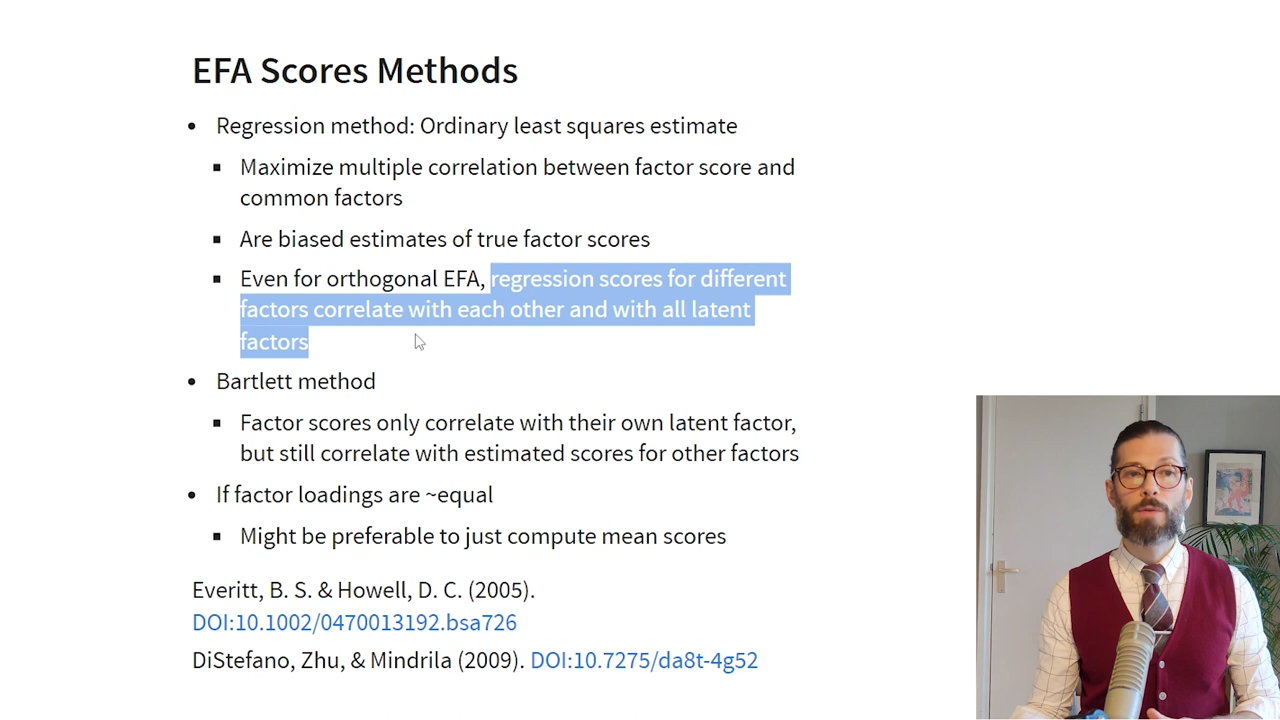 EFA Scores Methods
• Regression method: Ordinary least squares estimate
▪ Maximize multiple correlation between factor score and
common factors
▪ Are biased estimates of true factor scores
▪ Even for orthogonal EFA, regression scores for different
factors correlate with each other and with all latent
factors
• Bartlett method
▪ Factor scores only correlate with their own latent factor,
but still correlate with estimated scores for other factors
• If factor loadings are ~equal
▪ Might be preferable to just compute mean scores
Everitt, B. S. & Howell, D. C. (2005).
DOI:10.1002/0470013192.bsa726
DiStefano, Zhu, & Mindrila (2009). DOI:10.7275/da8t-4g52